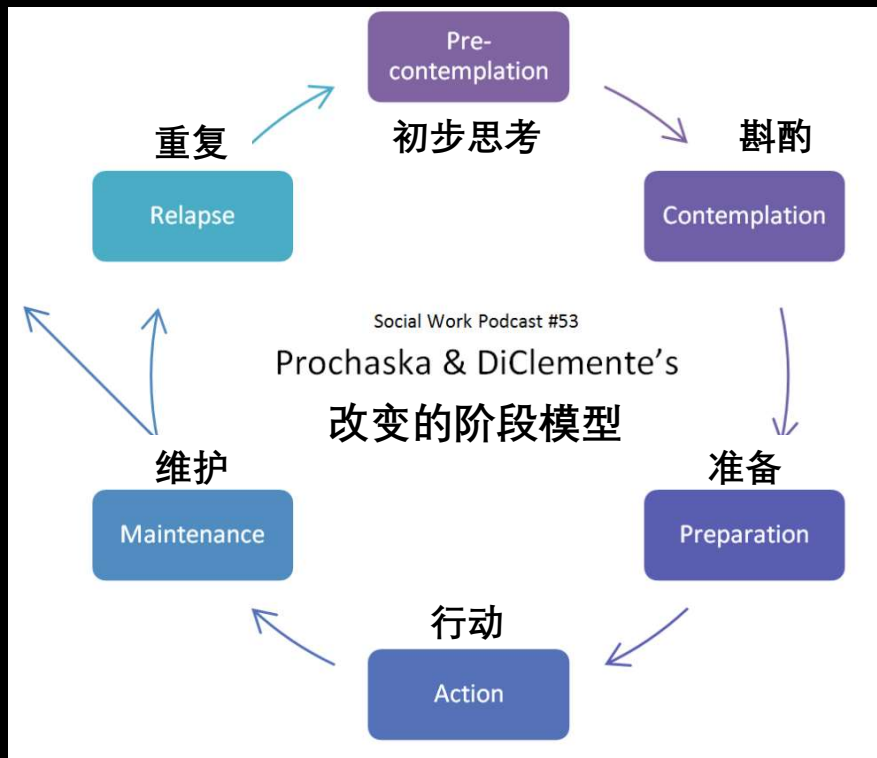 Pre-
contemplation
初步思考
斟酌
Contemplation
准备
Preparation
行动
Action
维护
Maintenance
重复
Relapse
Social Work Podcast #53
Prochaska & DiClemente's
改变的阶段模型